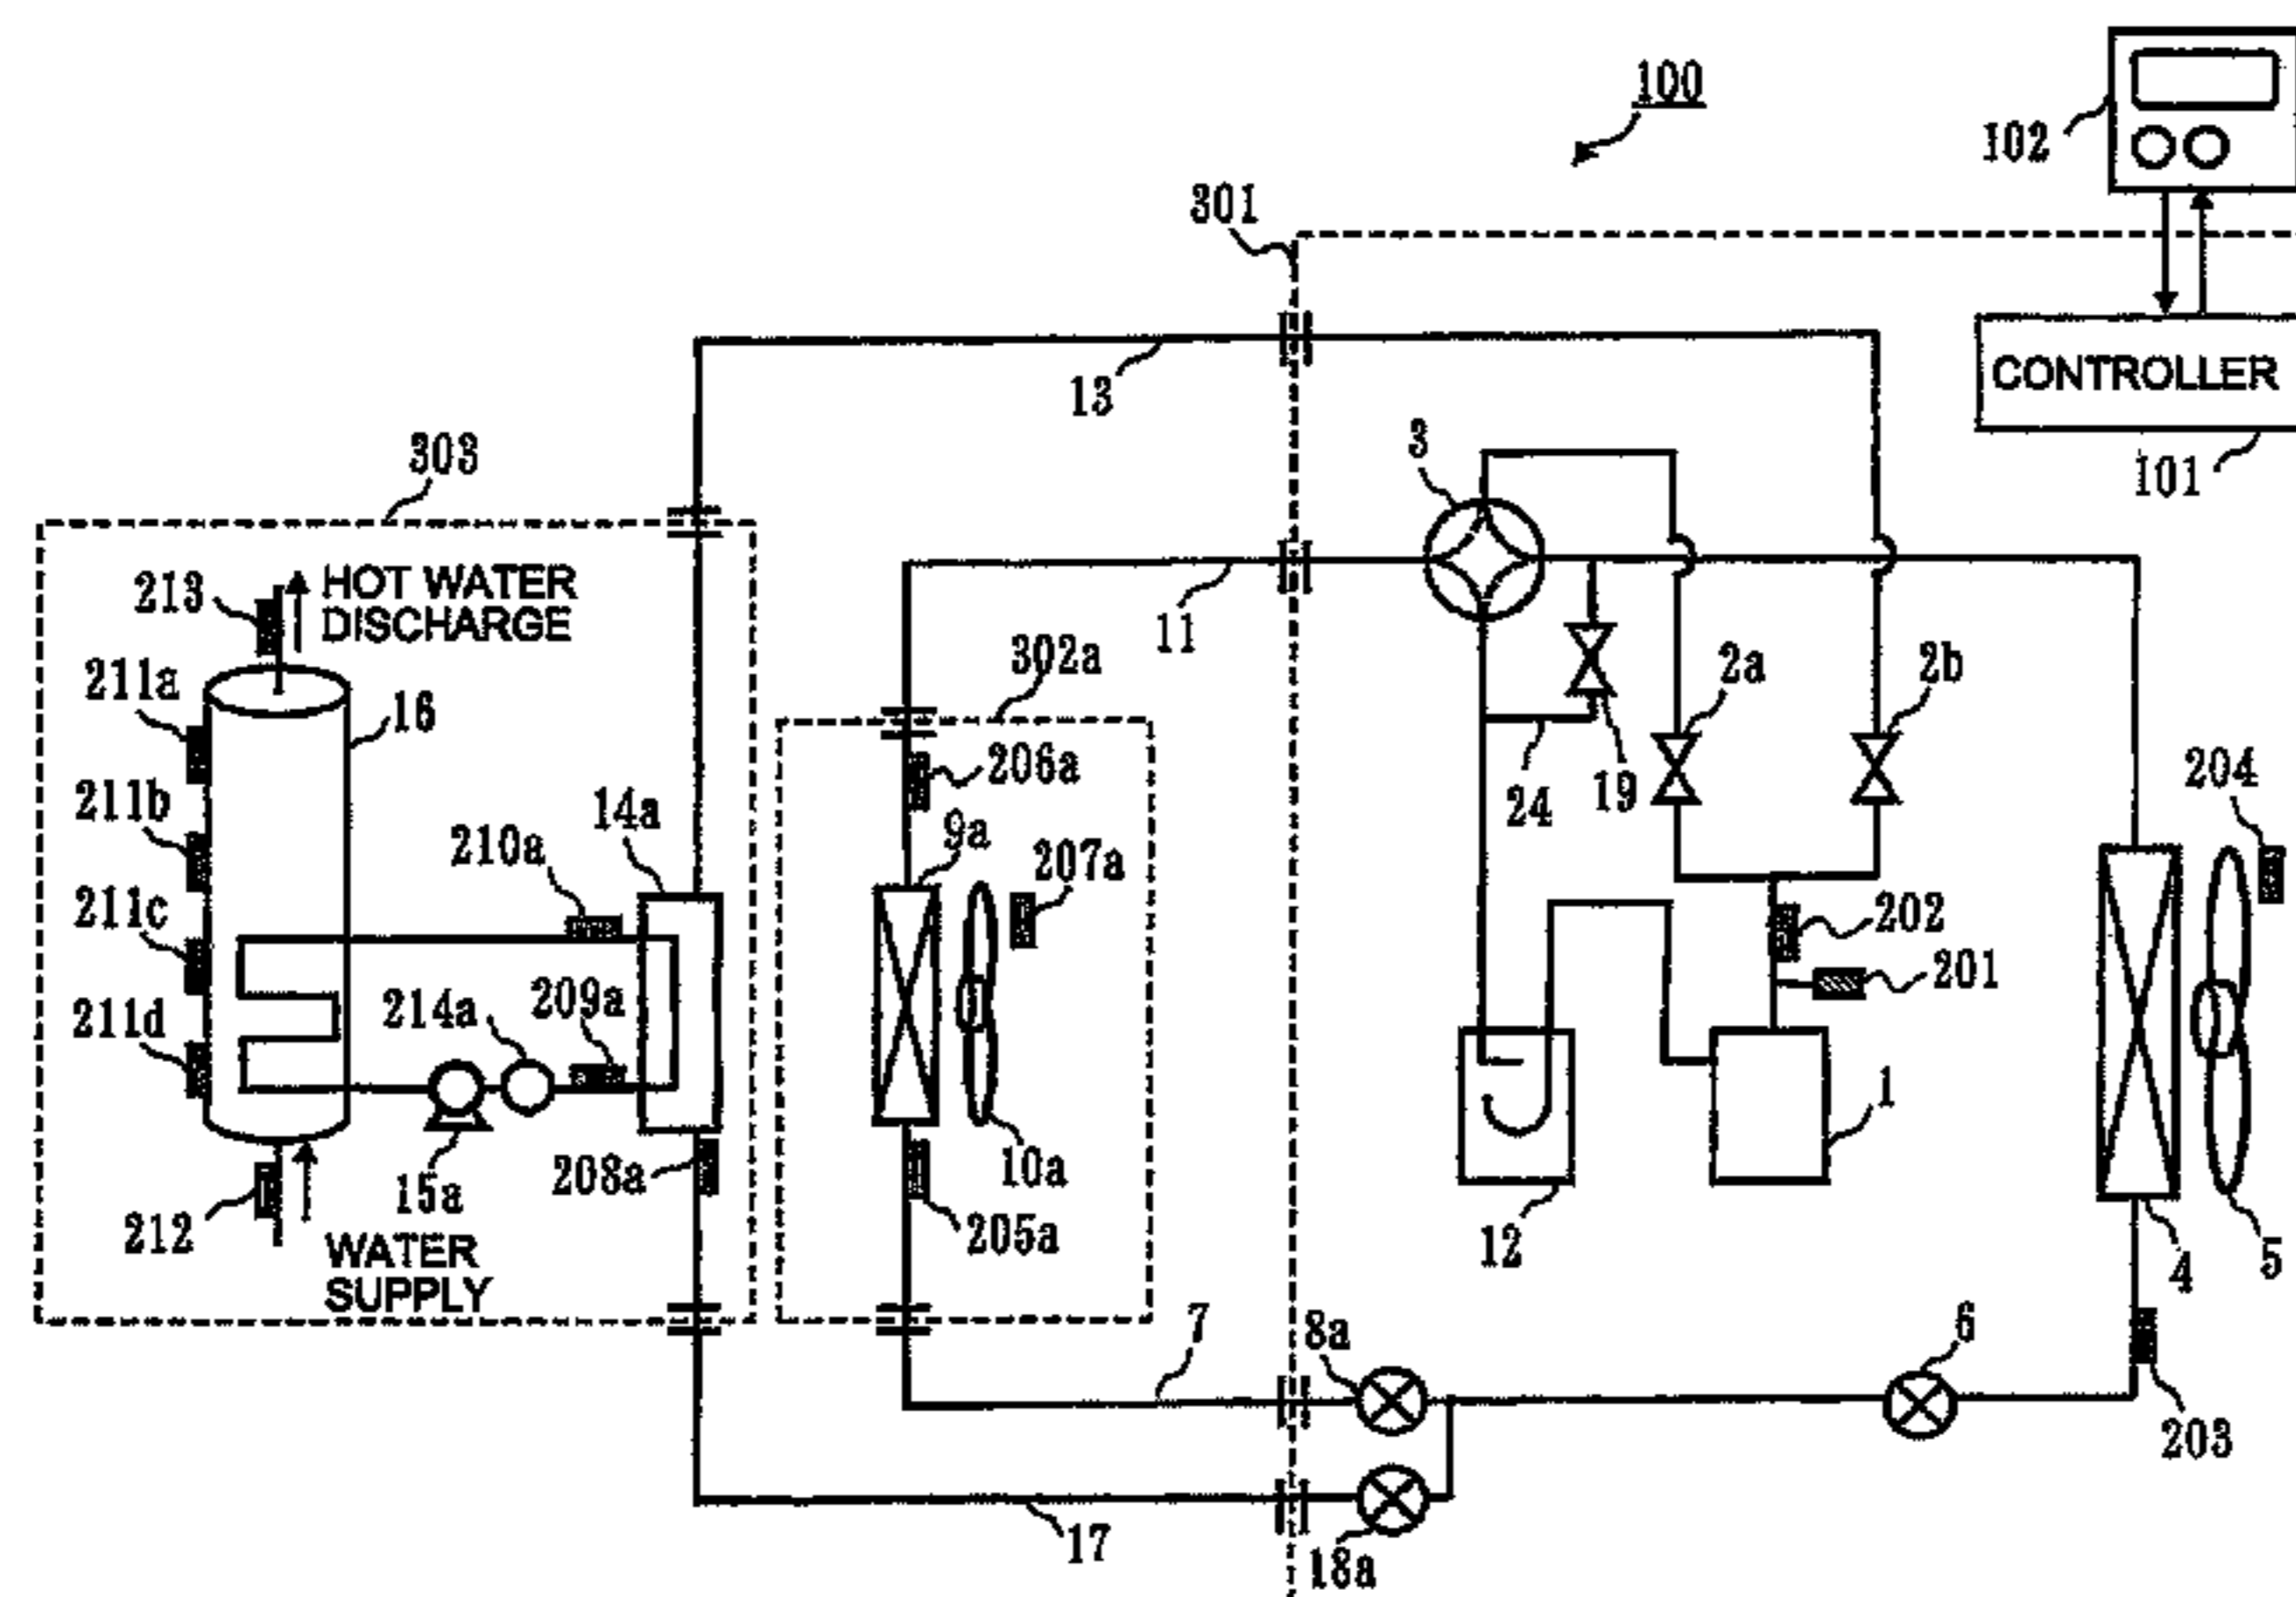 100
102
301
CONTROLLER
13
3
101
303
213
HOT WATER
DISCHARGE
11
302a
2a
2b
211a
16
206a
19
24
204
211b
14a
9a
210a
207a
211c
202
201
211d
214a
209a
1
10a
208a
15a
205a
212
WATER
SUPPLY
12
4
5
7
8a
6
203
17
18a